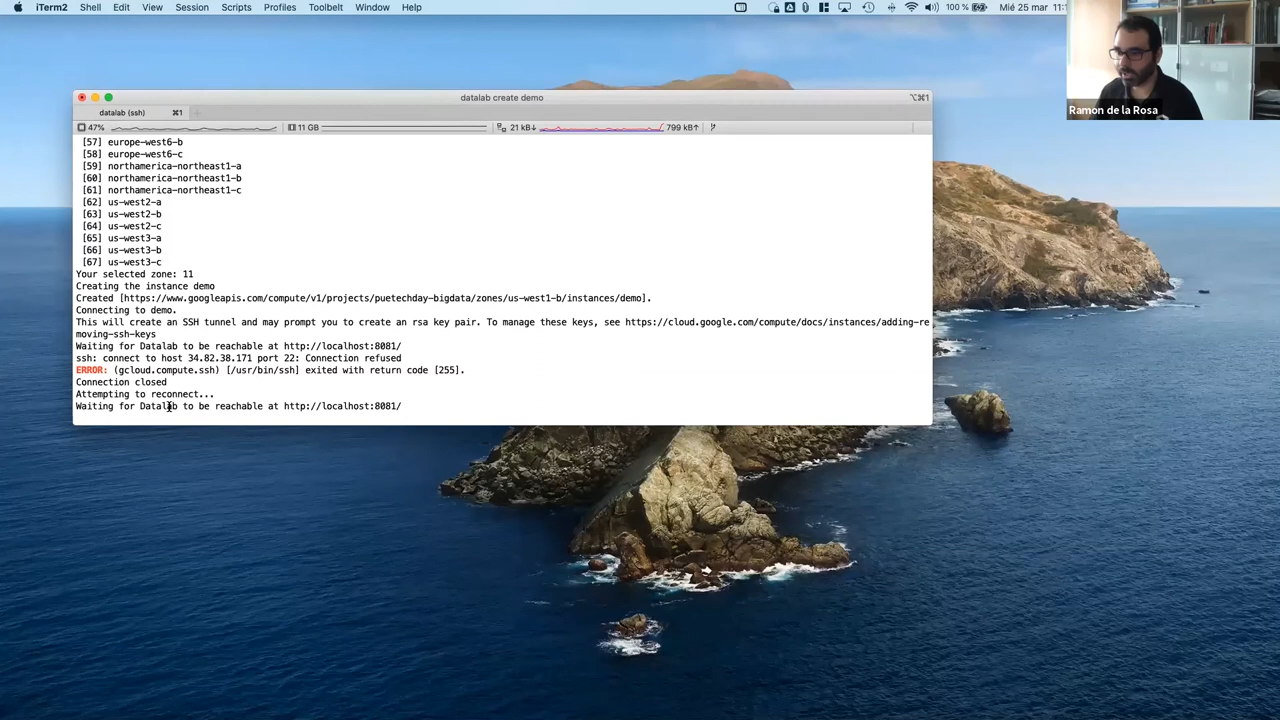 iTerm2 Shell Edit View Session Scripts Profiles Toolbelt Window Help
100 % Mié 25 mar 11:1
Ramon de la Rosa
datalab create demo
⌥⌘1
datalab (ssh) ⌘1
47% 11 GB 21 kB↓ 799 kB↑
[57] europe-west6-b
[58] europe-west6-c
[59] northamerica-northeast1-a
[60] northamerica-northeast1-b
[61] northamerica-northeast1-c
[62] us-west2-a
[63] us-west2-b
[64] us-west2-c
[65] us-west3-a
[66] us-west3-b
[67] us-west3-c
Your selected zone: 11
Creating the instance demo
Created [https://www.googleapis.com/compute/v1/projects/puetechday-bigdata/zones/us-west1-b/instances/demo].
Connecting to demo.
This will create an SSH tunnel and may prompt you to create an rsa key pair. To manage these keys, see https://cloud.google.com/compute/docs/instances/adding-re
moving-ssh-keys
Waiting for Datalab to be reachable at http://localhost:8081/
ssh: connect to host 34.82.38.171 port 22: Connection refused
ERROR: (gcloud.compute.ssh) [/usr/bin/ssh] exited with return code [255].
Connection closed
Attempting to reconnect...
Waiting for Datalab to be reachable at http://localhost:8081/